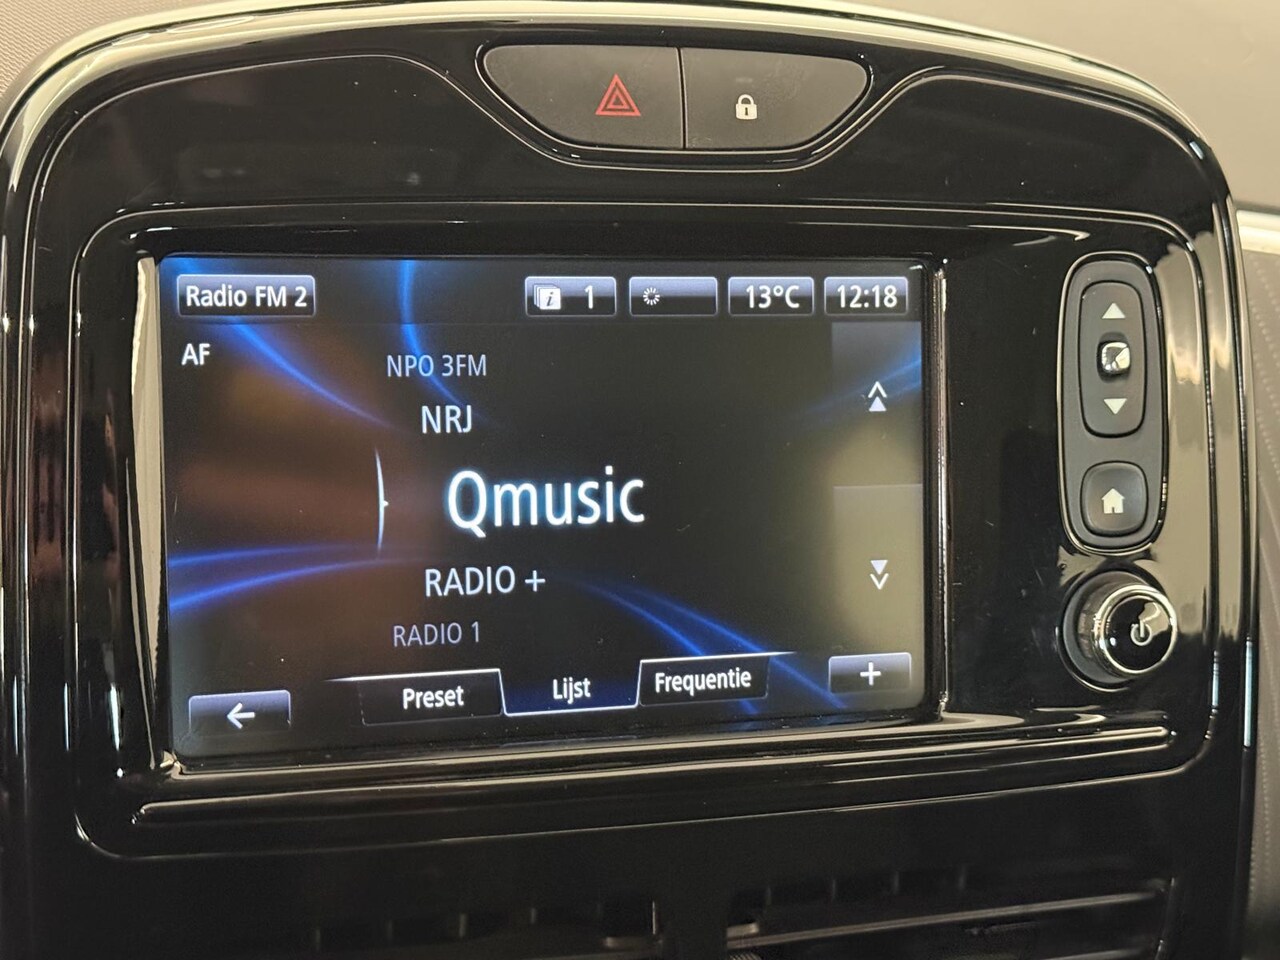 Radio FM 2
1
13°C
12:18
AF
NPO 3FM
NRJ
Qmusic
RADIO +
RADIO 1
Preset
Lijst
Frequentie
+